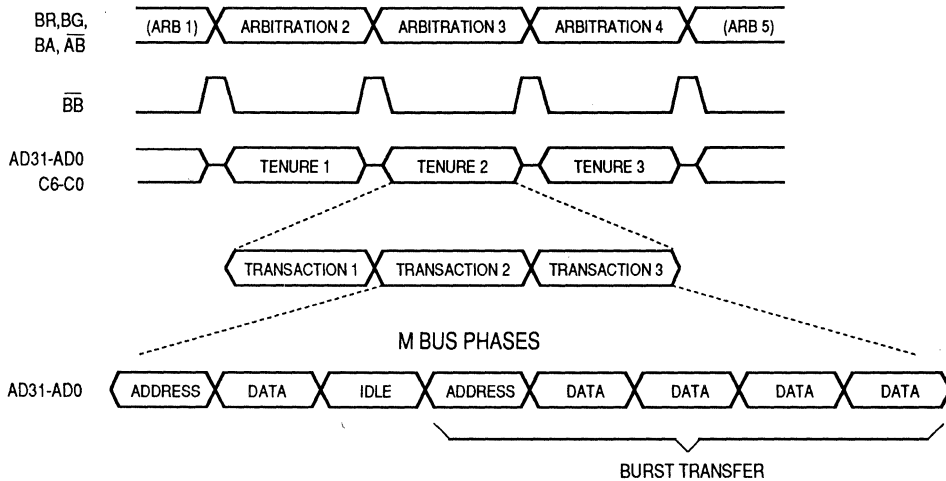 BR,BG,
BA, A̅B̅
(ARB 1) ARBITRATION 2 ARBITRATION 3 ARBITRATION 4 (ARB 5)
B̅B̅
AD31-AD0
C6-C0
TENURE 1 TENURE 2 TENURE 3
TRANSACTION 1 TRANSACTION 2 TRANSACTION 3
M BUS PHASES
AD31-AD0 ADDRESS DATA IDLE ADDRESS DATA DATA DATA DATA
BURST TRANSFER